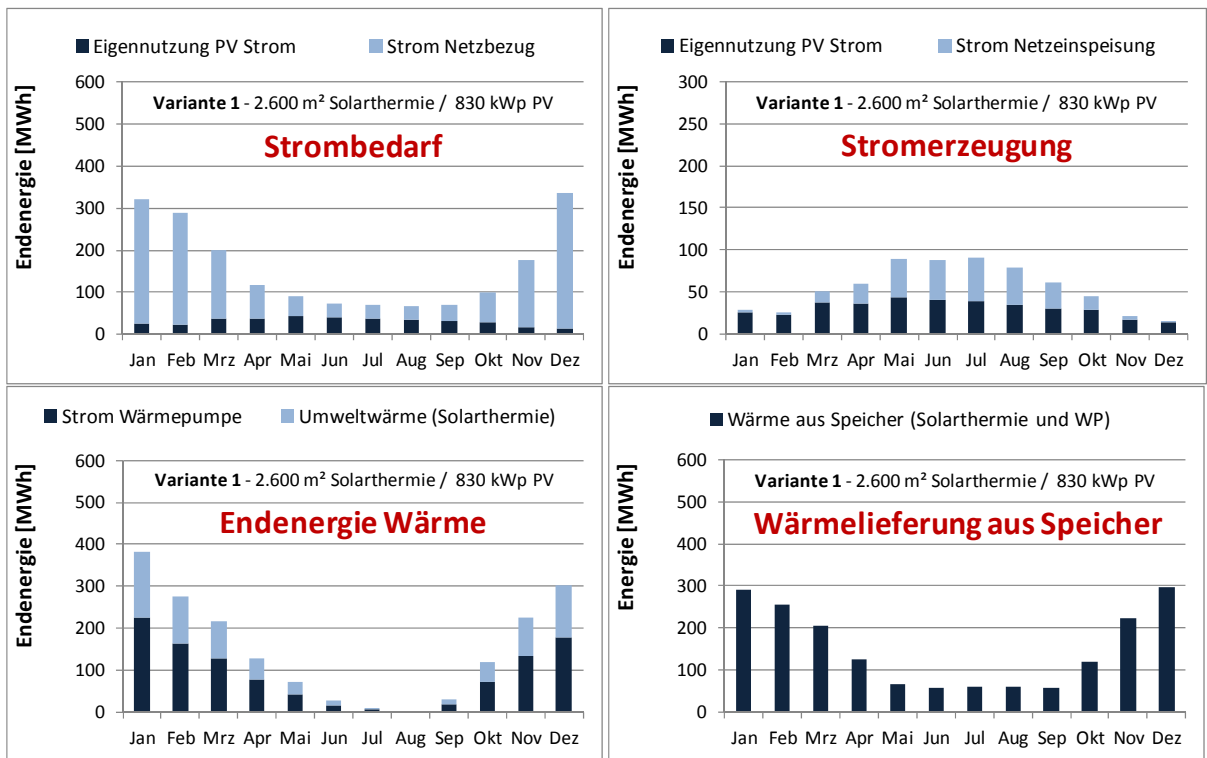 Eigennutzung PV Strom Strom Netzbezug
Endenergie [MWh]
600
500
400
300
200
100
0
Variante 1 - 2.600 m² Solarthermie / 830 kWp PV
Strombedarf
Jan Feb Mrz Apr Mai Jun Jul Aug Sep Okt Nov Dez
Eigennutzung PV Strom Strom Netzeinspeisung
Endenergie [MWh]
300
250
200
150
100
50
0
Variante 1 - 2.600 m² Solarthermie / 830 kWp PV
Stromerzeugung
Jan Feb Mrz Apr Mai Jun Jul Aug Sep Okt Nov Dez
Strom Wärmepumpe Umweltwärme (Solarthermie)
Endenergie [MWh]
600
500
400
300
200
100
0
Variante 1 - 2.600 m² Solarthermie / 830 kWp PV
Endenergie Wärme
Jan Feb Mrz Apr Mai Jun Jul Aug Sep Okt Nov Dez
Wärme aus Speicher (Solarthermie und WP)
Energie [MWh]
600
500
400
300
200
100
0
Variante 1 - 2.600 m² Solarthermie / 830 kWp PV
Wärmelieferung aus Speicher
Jan Feb Mrz Apr Mai Jun Jul Aug Sep Okt Nov Dez